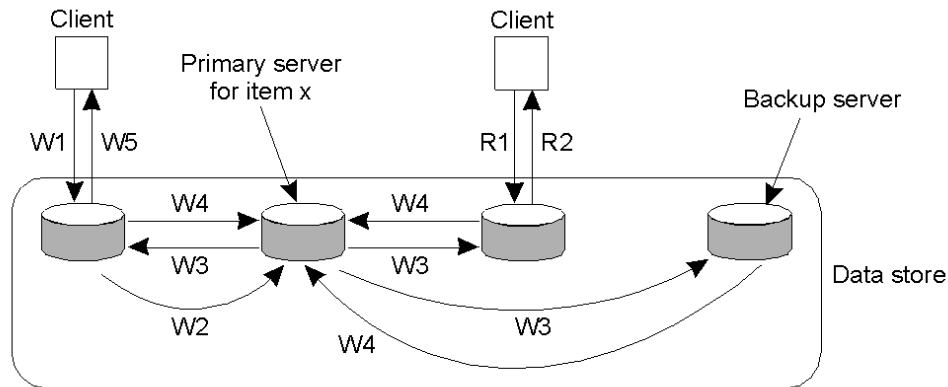 Client
Client
Primary server
for item x
Backup server
W1
W5
R1
R2
W4
W4
W3
W3
Data store
W2
W3
W4